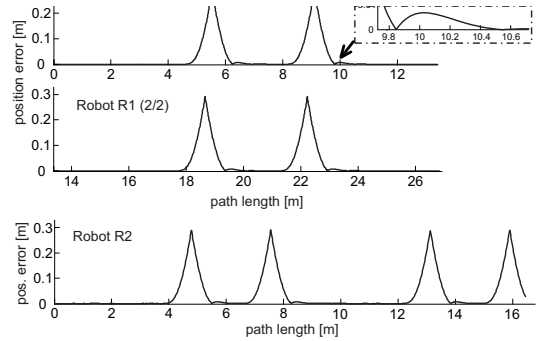 0.2
0.1
0
position error [m]
0 2 4 6 8 10 12
0
9.8 10 10.2 10.4 10.6
0.3
0.2
0.1
0
Robot R1 (2/2)
14 16 18 20 22 24 26
path length [m]
0.3
0.2
0.1
0
pos. error [m]
Robot R2
0 2 4 6 8 10 12 14 16
path length [m]